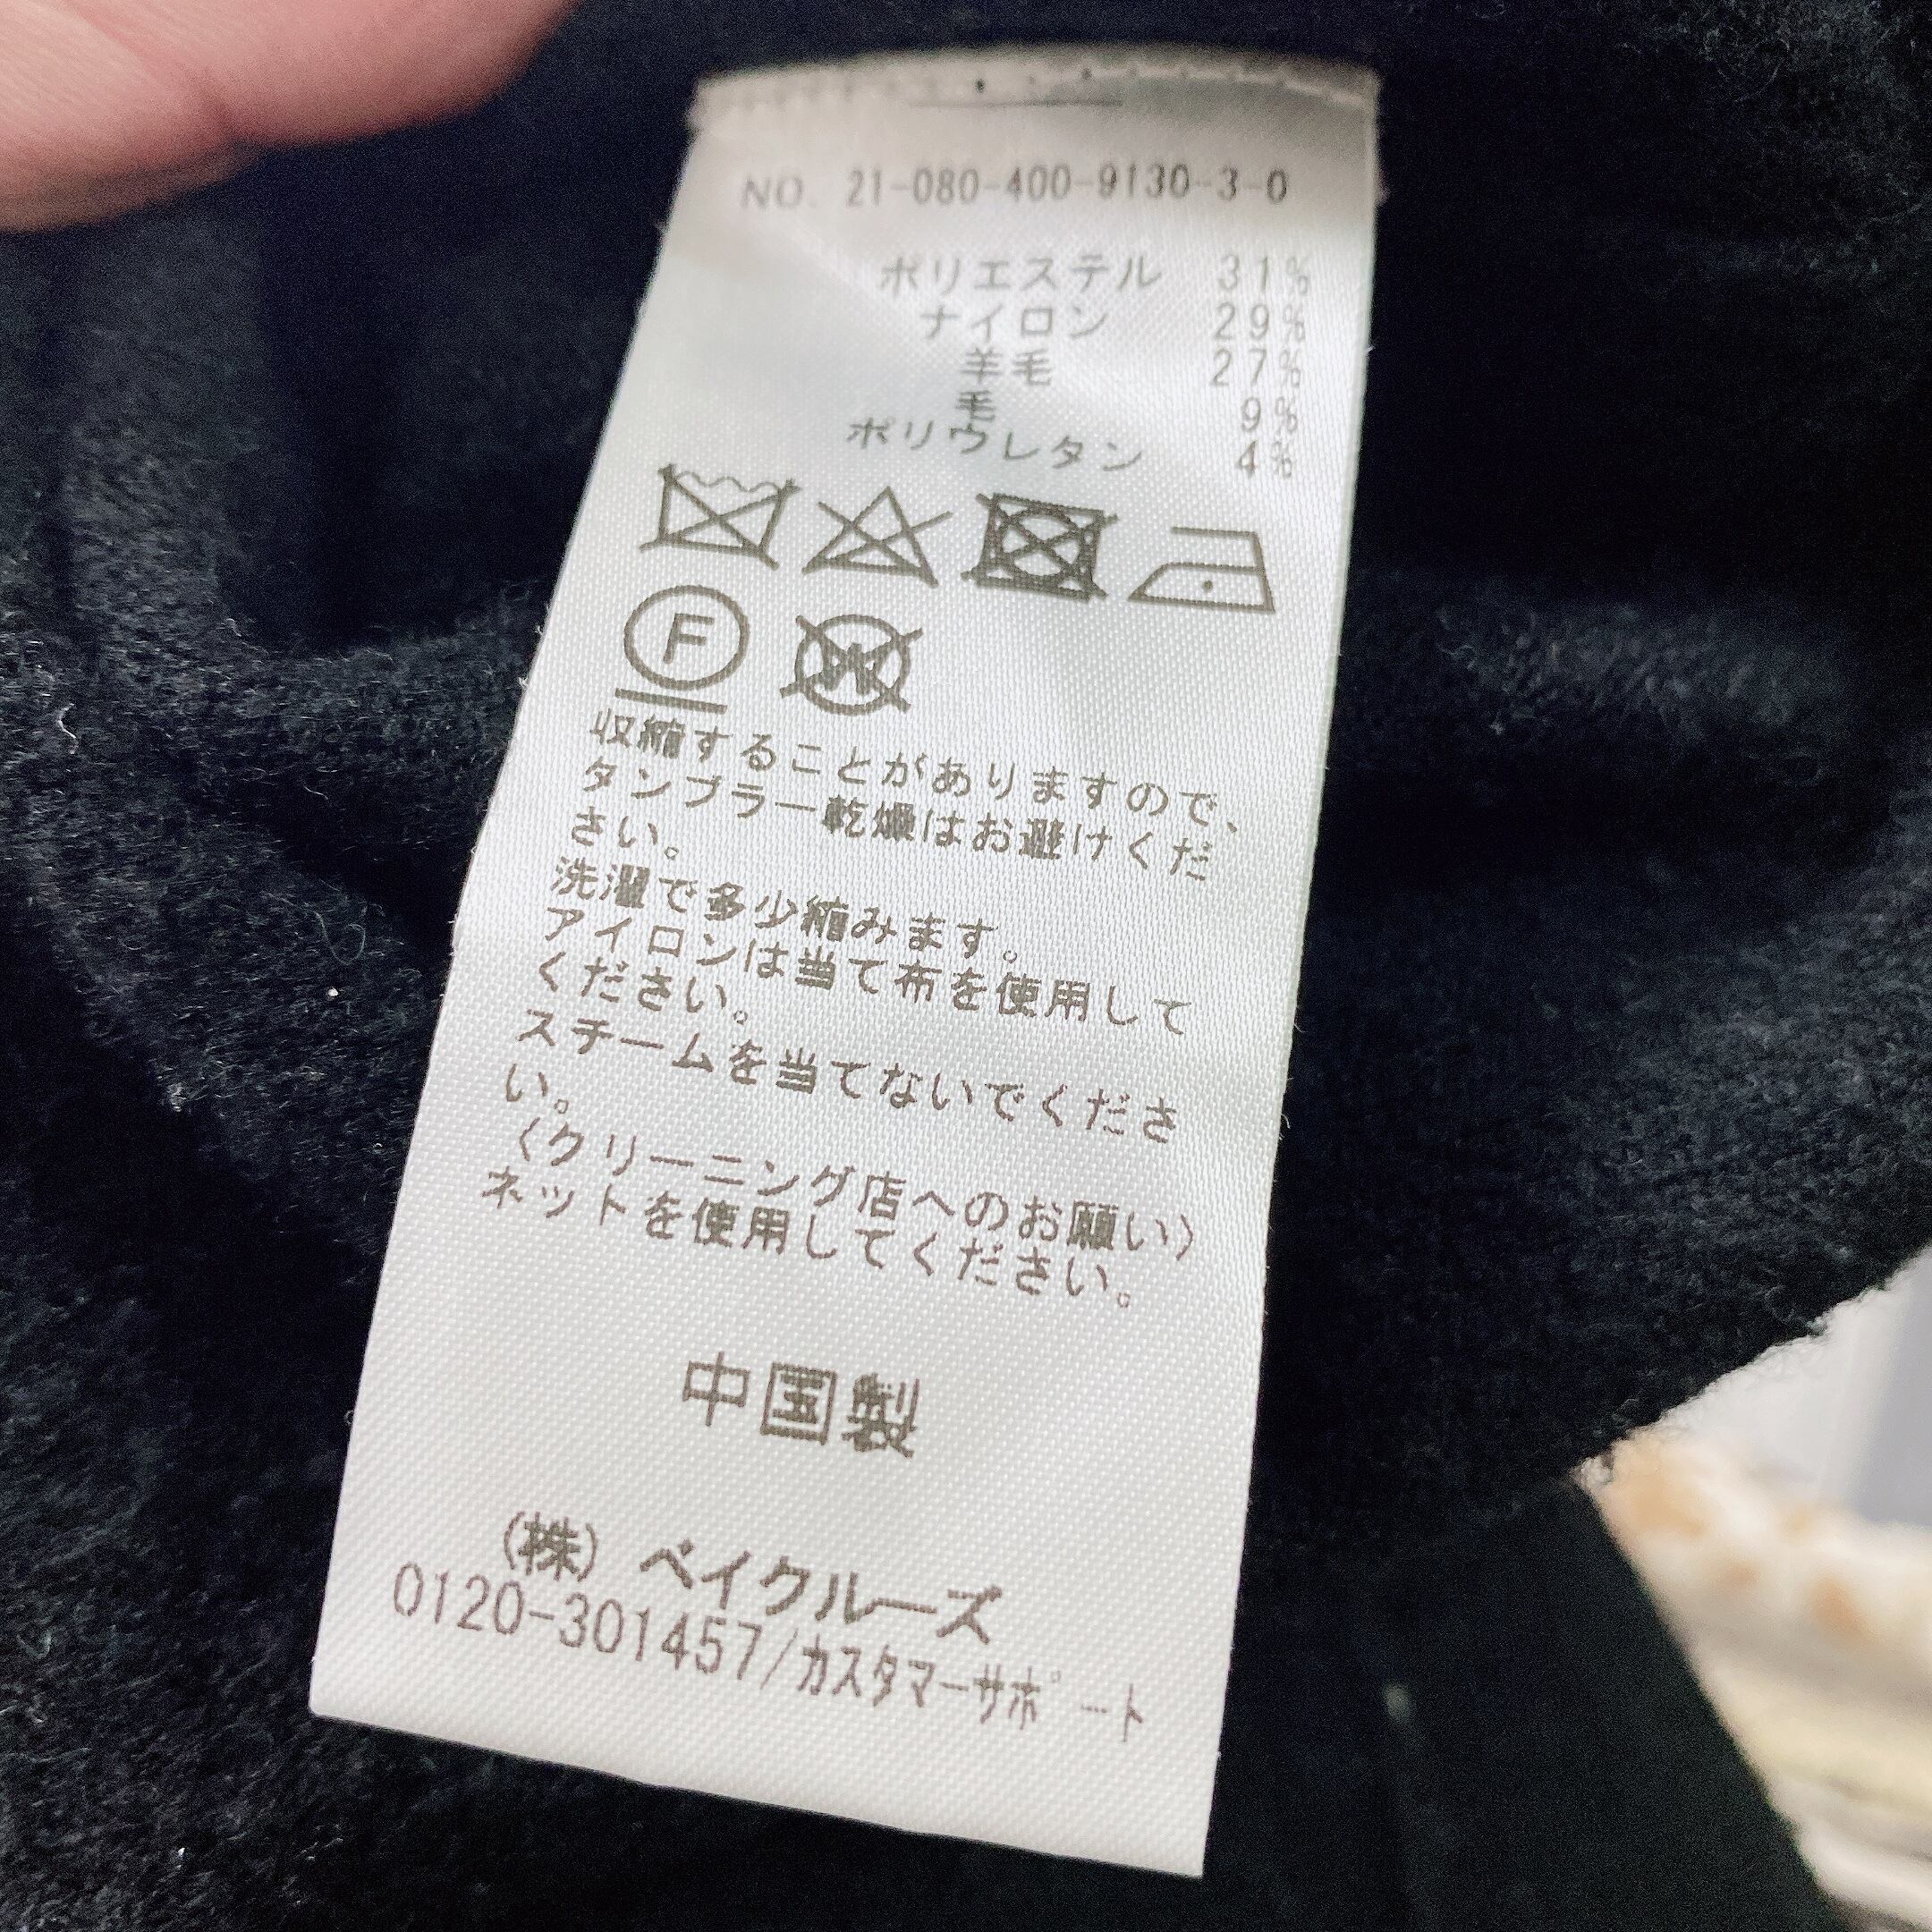 NO. 21-080-400-9130-3-0
ポリエステル 31%
ナイロン 29%
羊毛 27%
毛 9%
ポリウレタン 4%
F
W
収縮することがありますので、
タンブラー乾燥はお避けくだ
さい。
洗濯で多少縮みます。
アイロンは当て布を使用して
ください。
スチームを当てないでくださ
い。
〈クリーニング店へのお願い〉
ネットを使用してください。
中国製
(株) ベイクルーズ
0120-301457/カスタマーサポート